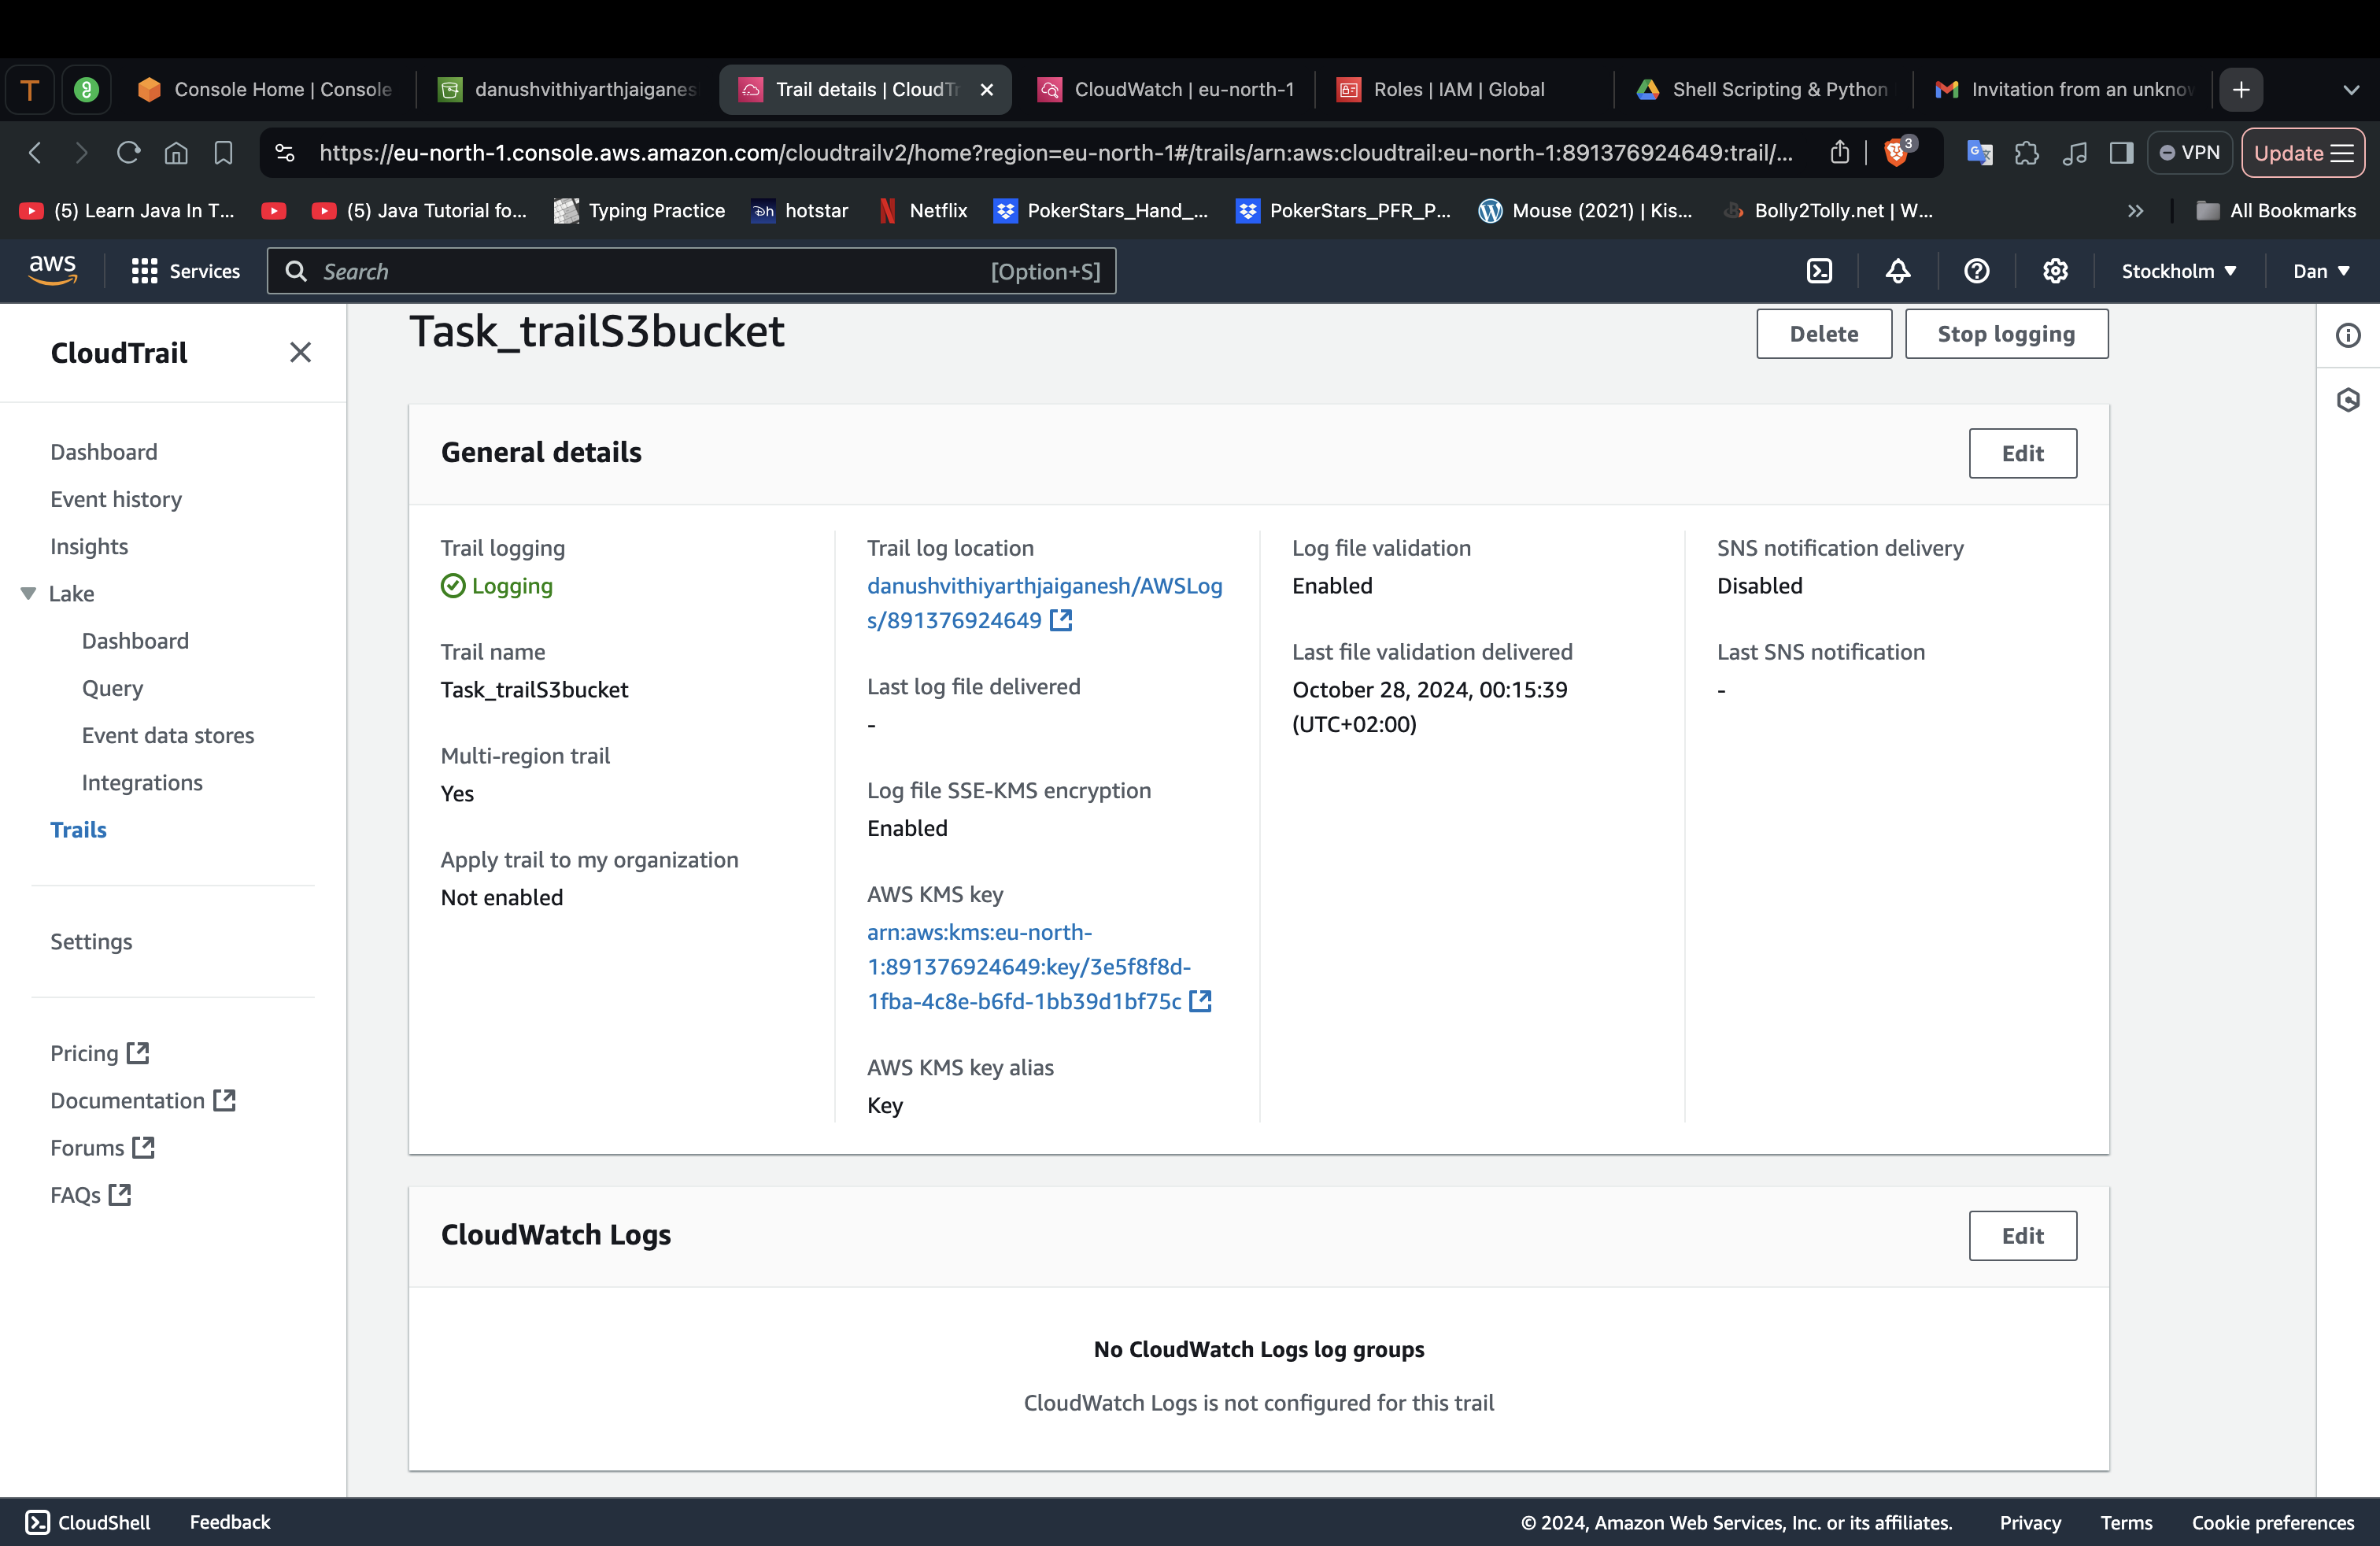 T
Console Home | Console
danushvithiyarthjaiganes
Trail details | CloudTr
CloudWatch | eu-north-1
Roles | IAM | Global
Shell Scripting & Python
Invitation from an unknow
https://eu-north-1.console.aws.amazon.com/cloudtrailv2/home?region=eu-north-1#/trails/arn:aws:cloudtrail:eu-north-1:891376924649:trail/...
3
VPN
Update
(5) Learn Java In T...
(5) Java Tutorial fo...
Typing Practice
hotstar
Netflix
PokerStars_Hand_...
PokerStars_PFR_P...
Mouse (2021) | Kis...
Bolly2Tolly.net | W...
All Bookmarks
aws
Services
Search
[Option+S]
Stockholm
Dan
CloudTrail
Dashboard
Event history
Insights
Lake
Dashboard
Query
Event data stores
Integrations
Trails
Settings
Pricing
Documentation
Forums
FAQs
Task_trailS3bucket
Delete
Stop logging
General details
Edit
Trail logging
Logging
Trail name
Task_trailS3bucket
Multi-region trail
Yes
Apply trail to my organization
Not enabled
Trail log location
danushvithiyarthjaiganesh/AWSLog
s/891376924649
Last log file delivered
-
Log file SSE-KMS encryption
Enabled
AWS KMS key
arn:aws:kms:eu-north-
1:891376924649:key/3e5f8f8d-
1fba-4c8e-b6fd-1bb39d1bf75c
AWS KMS key alias
Key
Log file validation
Enabled
Last file validation delivered
October 28, 2024, 00:15:39
(UTC+02:00)
SNS notification delivery
Disabled
Last SNS notification
-
CloudWatch Logs
Edit
No CloudWatch Logs log groups
CloudWatch Logs is not configured for this trail
CloudShell
Feedback
© 2024, Amazon Web Services, Inc. or its affiliates.
Privacy
Terms
Cookie preferences